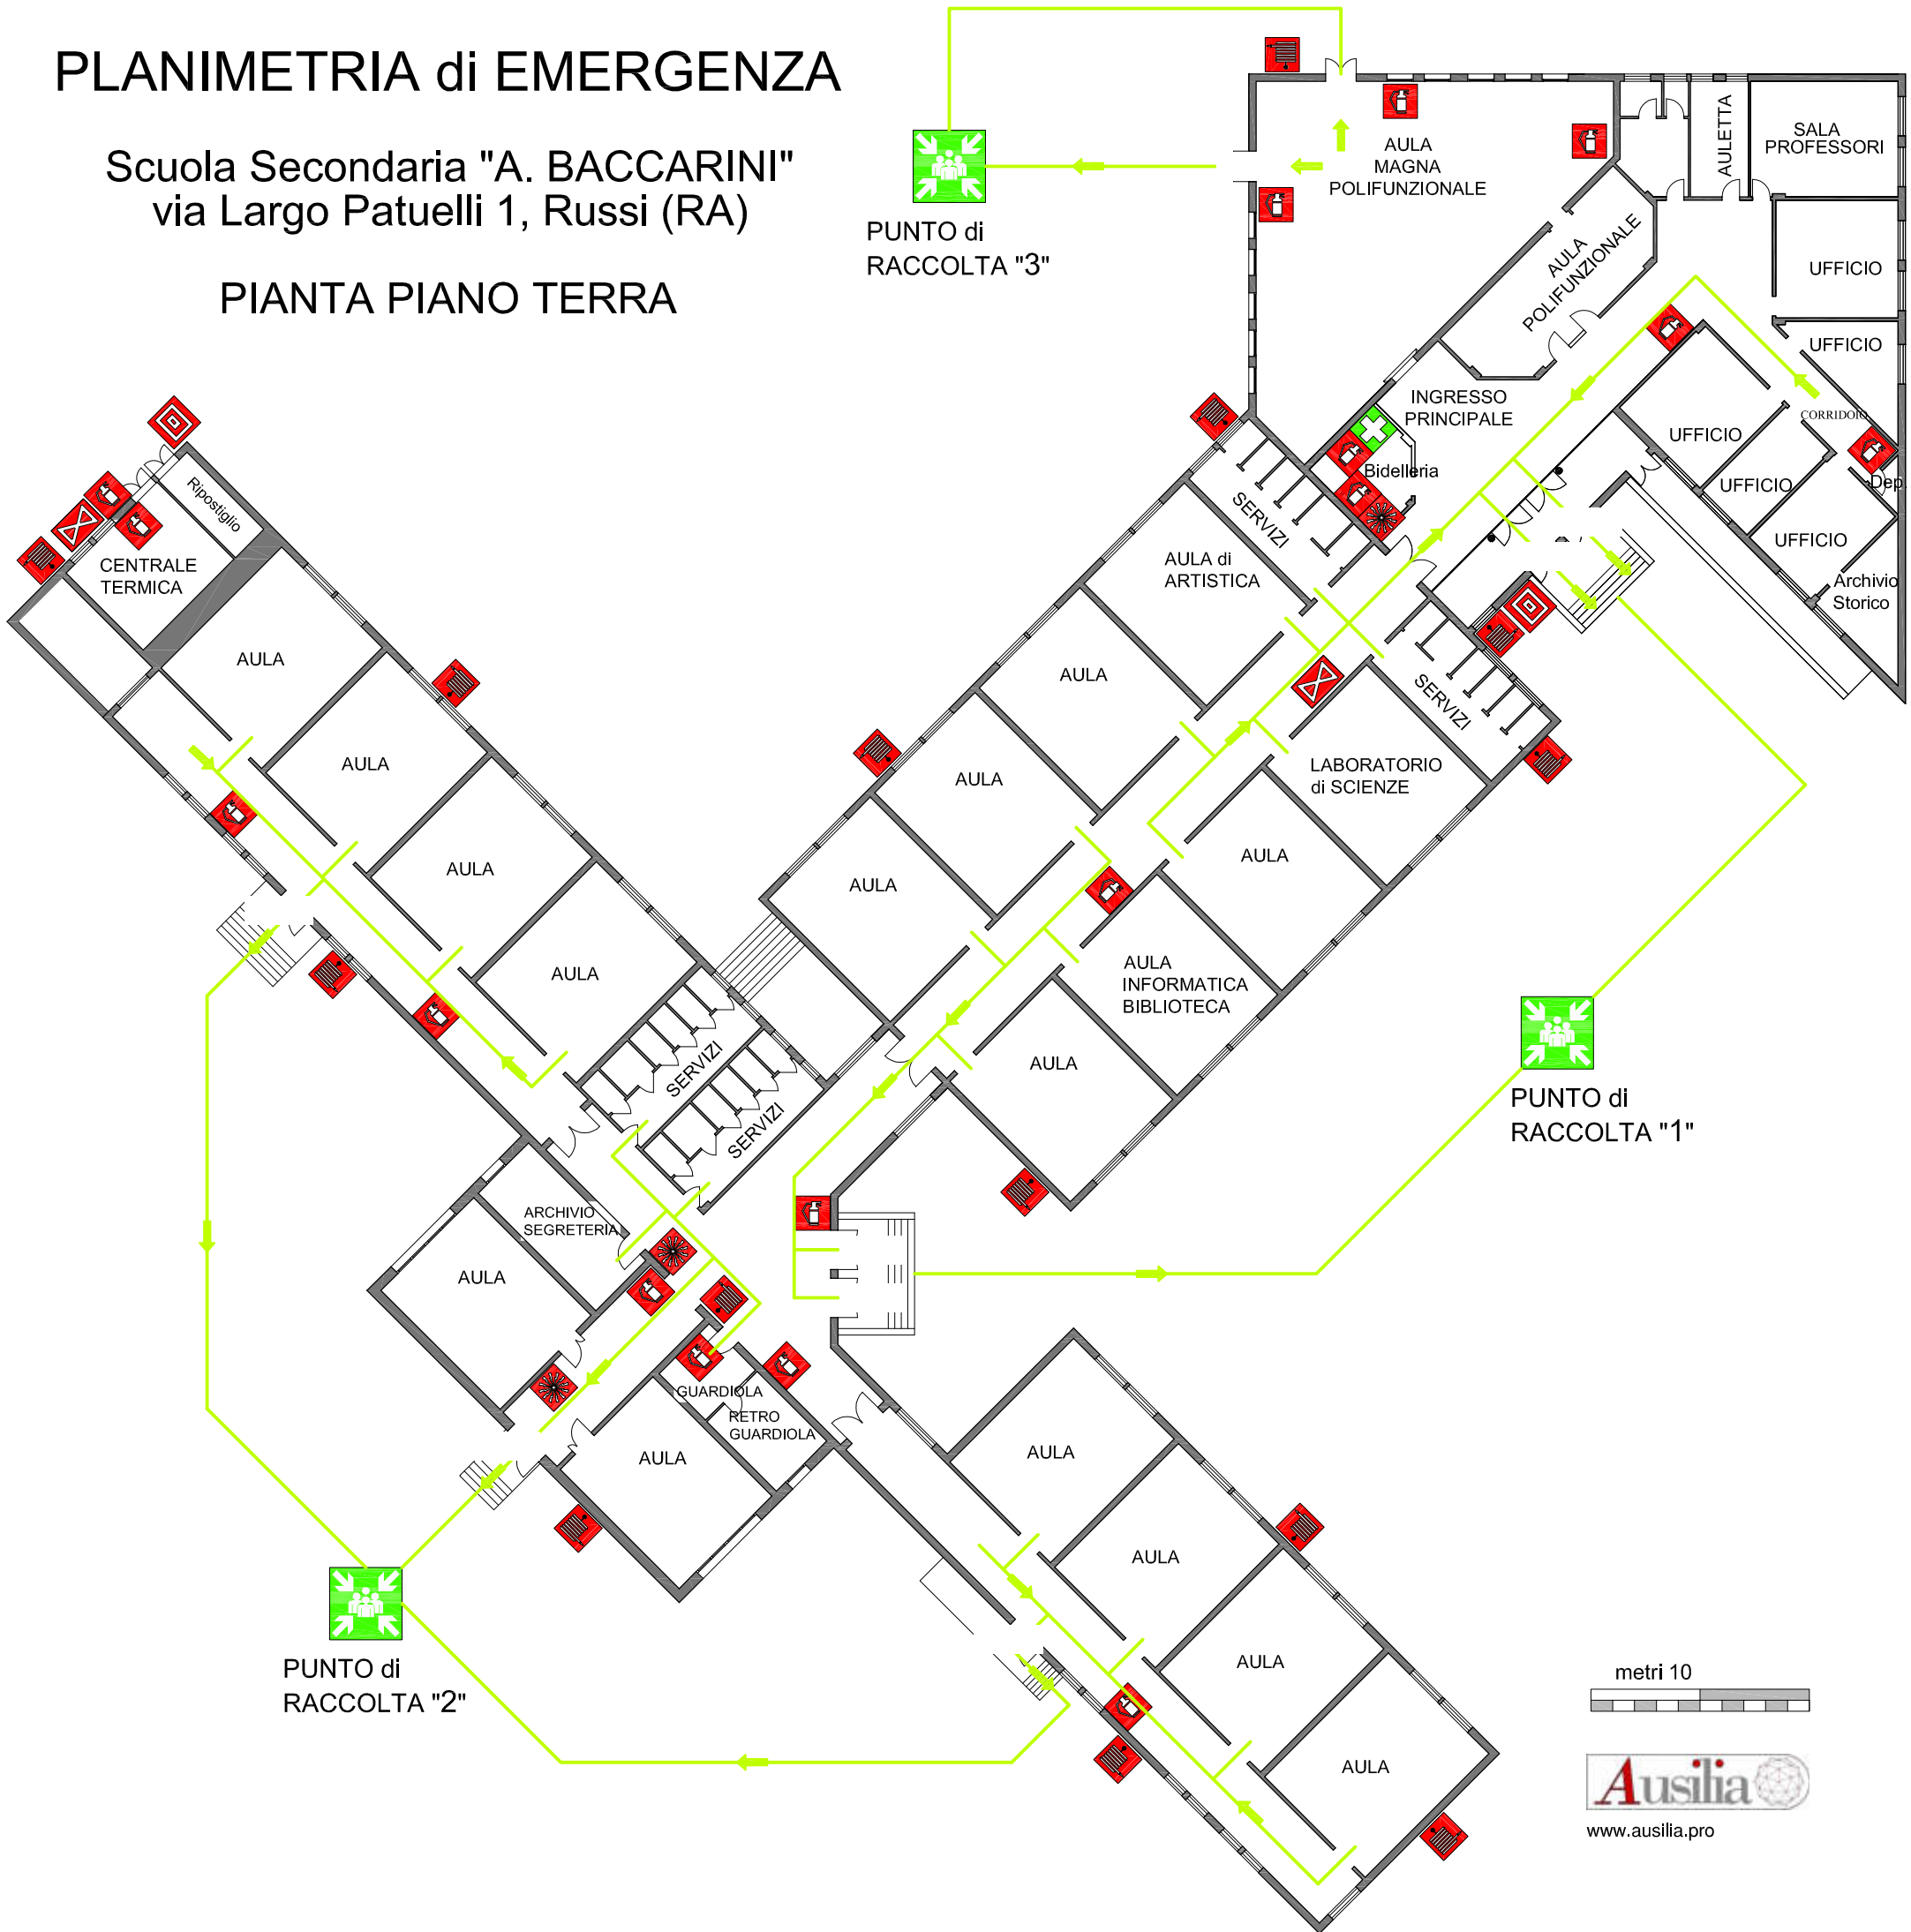 PLANIMETRIA di EMERGENZA
Scuola Secondaria "A. BACCARINI"
via Largo Patuelli 1, Russi (RA)
PIANTA PIANO TERRA
PUNTO di
RACCOLTA "3"
AULA
MAGNA
POLIFUNZIONALE
AULETTA
SALA
PROFESSORI
AULA
POLIFUNZIONALE
UFFICIO
UFFICIO
INGRESSO
PRINCIPALE
CORRIDOIO
UFFICIO
Bidelleria
UFFICIO
Dep.
UFFICIO
Archivio
Storico
SERVIZI
AULA di
ARTISTICA
Ripostiglio
CENTRALE
TERMICA
AULA
AULA
AULA
AULA
AULA
AULA
AULA
SERVIZI
LABORATORIO
di SCIENZE
AULA
AULA
INFORMATICA
BIBLIOTECA
AULA
SERVIZI
SERVIZI
PUNTO di
RACCOLTA "1"
ARCHIVIO
SEGRETERIA
AULA
GUARDIOLA
RETRO
GUARDIOLA
AULA
AULA
AULA
AULA
AULA
PUNTO di
RACCOLTA "2"
metri 10
Ausilia
www.ausilia.pro